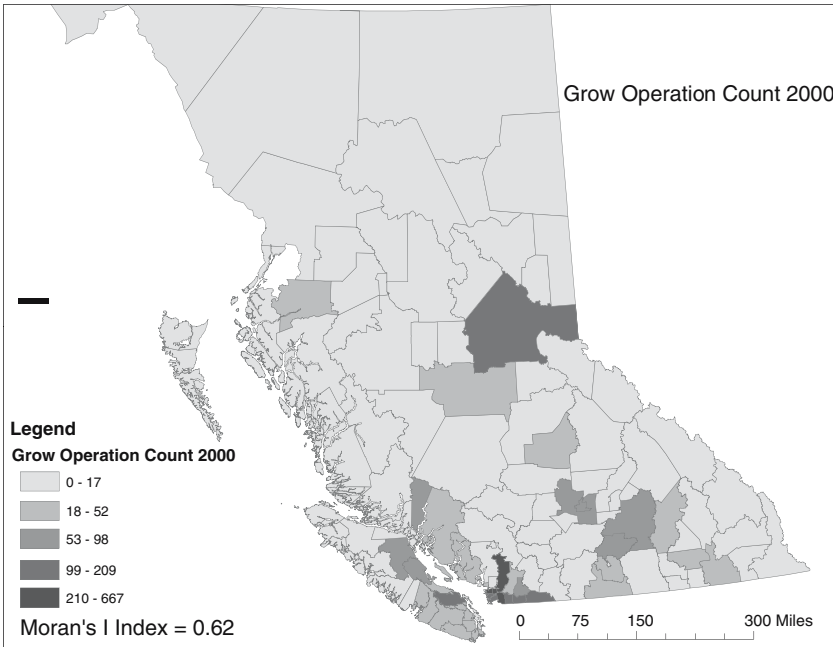 Grow Operation Count 2000
Legend
Grow Operation Count 2000
0 - 17
18 - 52
53 - 98
99 - 209
210 - 667
Moran's I Index = 0.62
0 75 150 300 Miles